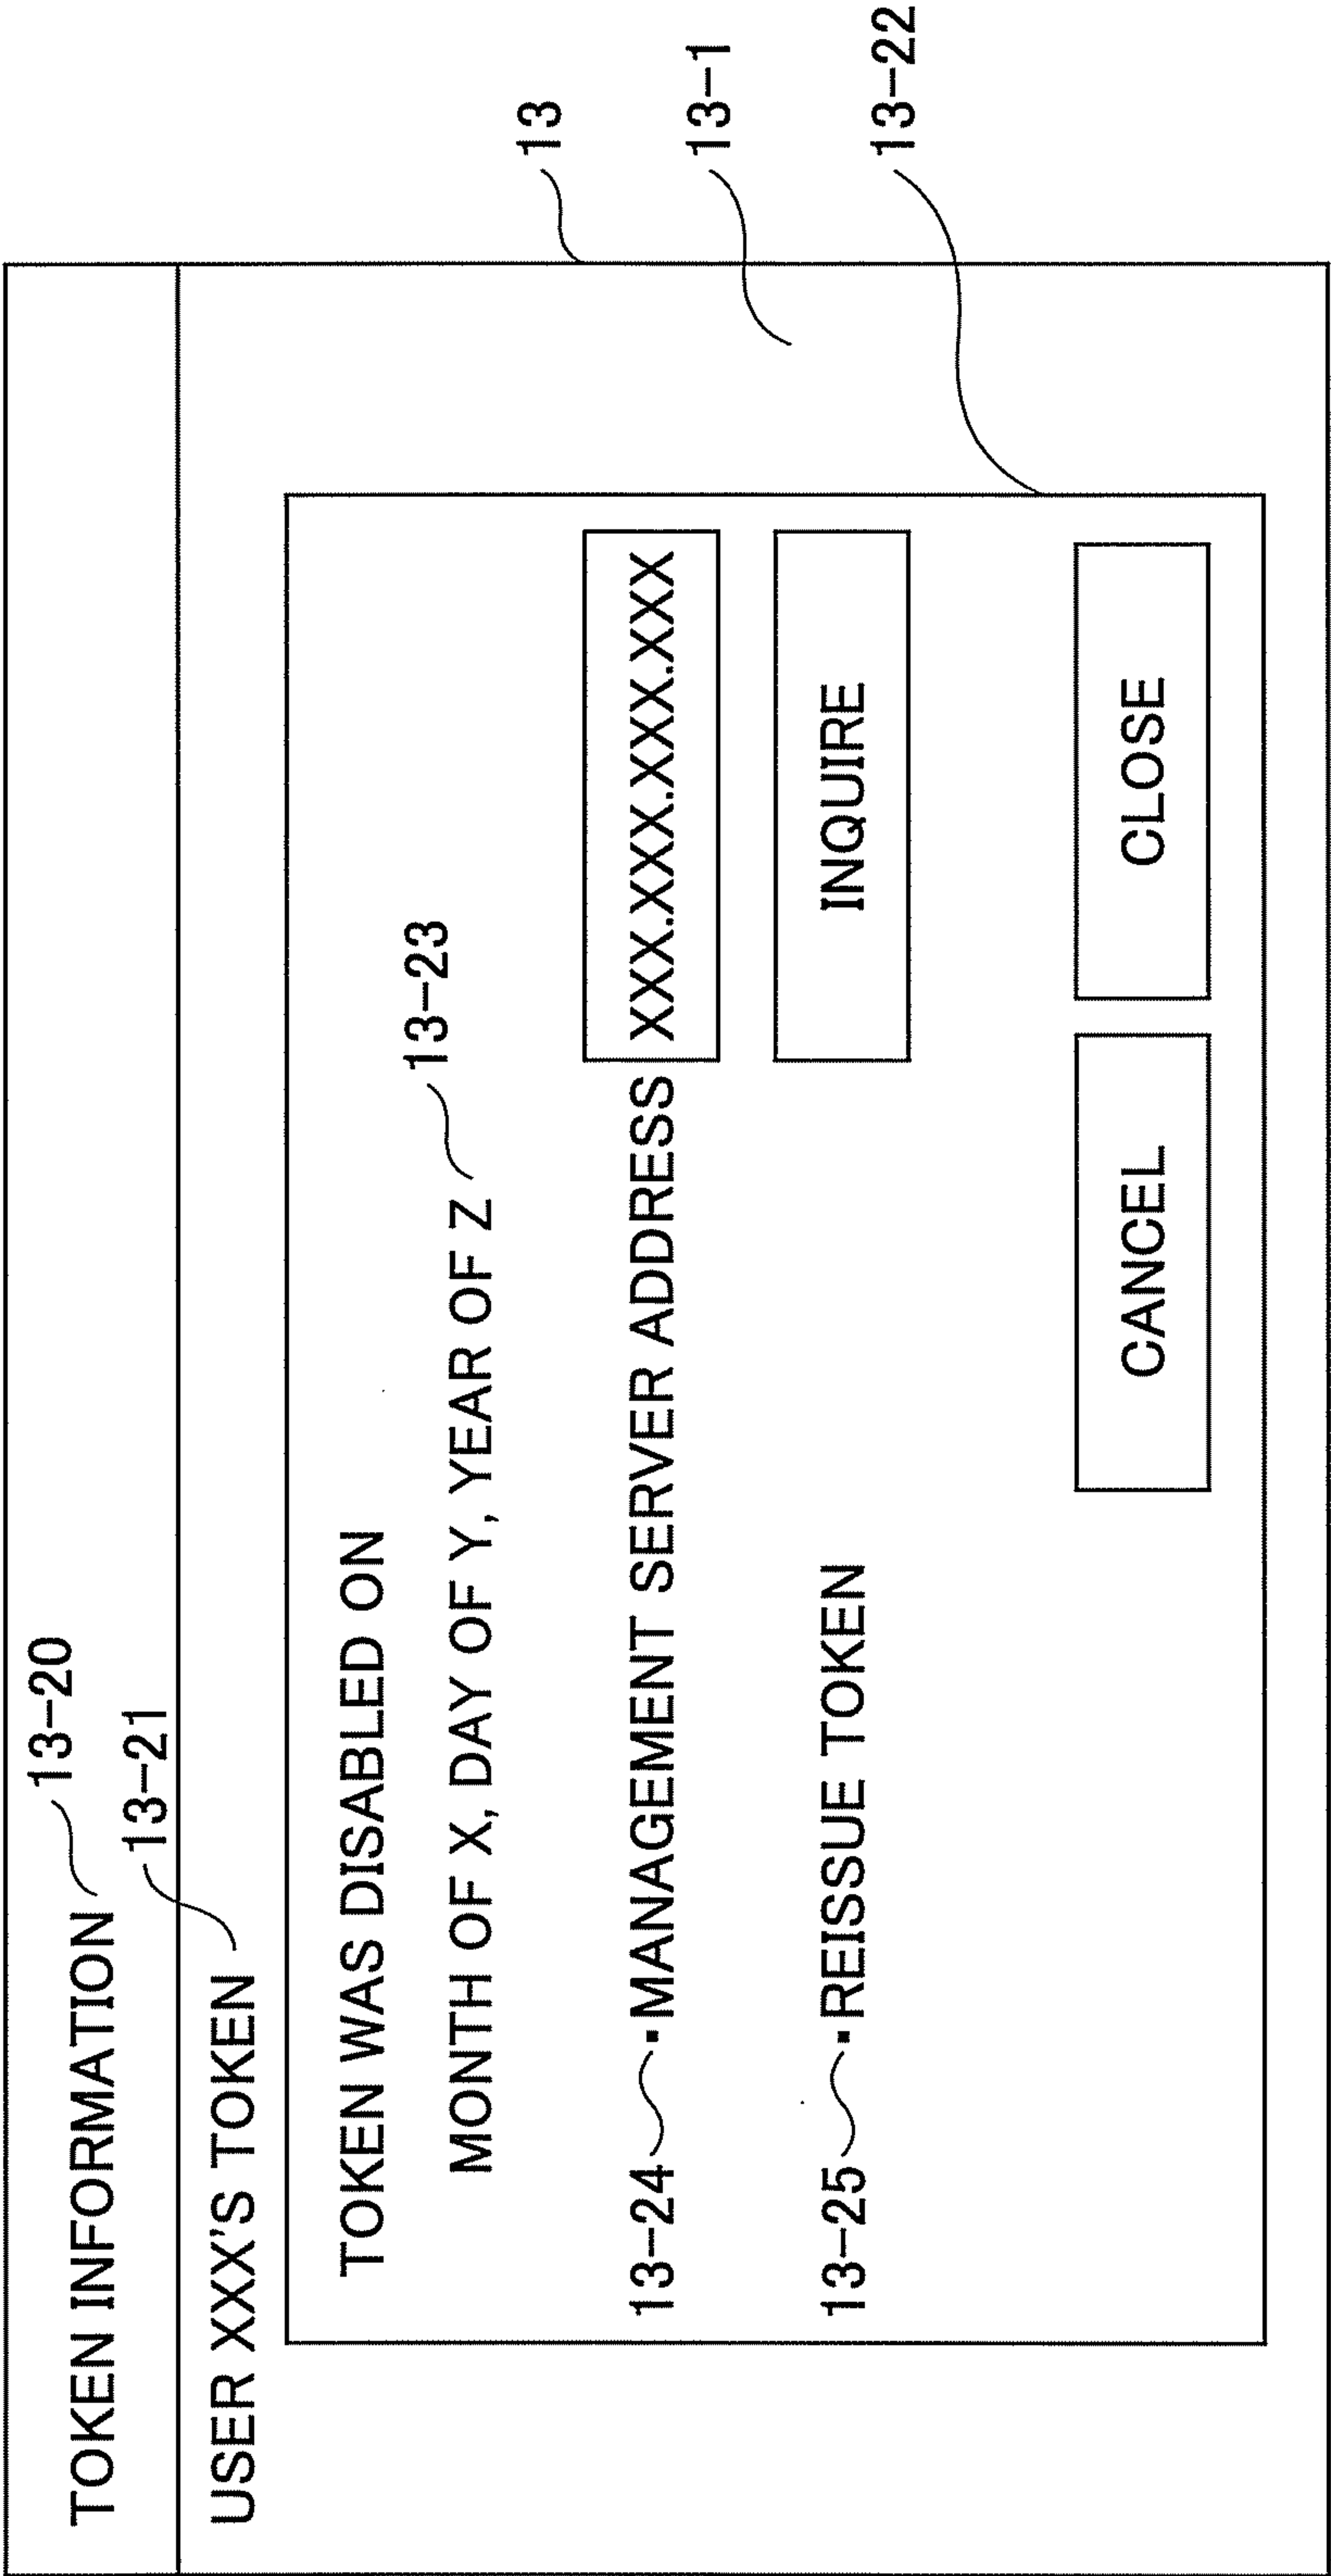 TOKEN INFORMATION 13-20
USER XXX'S TOKEN 13-21
13
13-1
13-22
TOKEN WAS DISABLED ON
MONTH OF X, DAY OF Y, YEAR OF Z 13-23
13-24 ▪MANAGEMENT SERVER ADDRESS XXX.XXX.XXX.XXX
13-25 ▪REISSUE TOKEN INQUIRE
CANCEL CLOSE